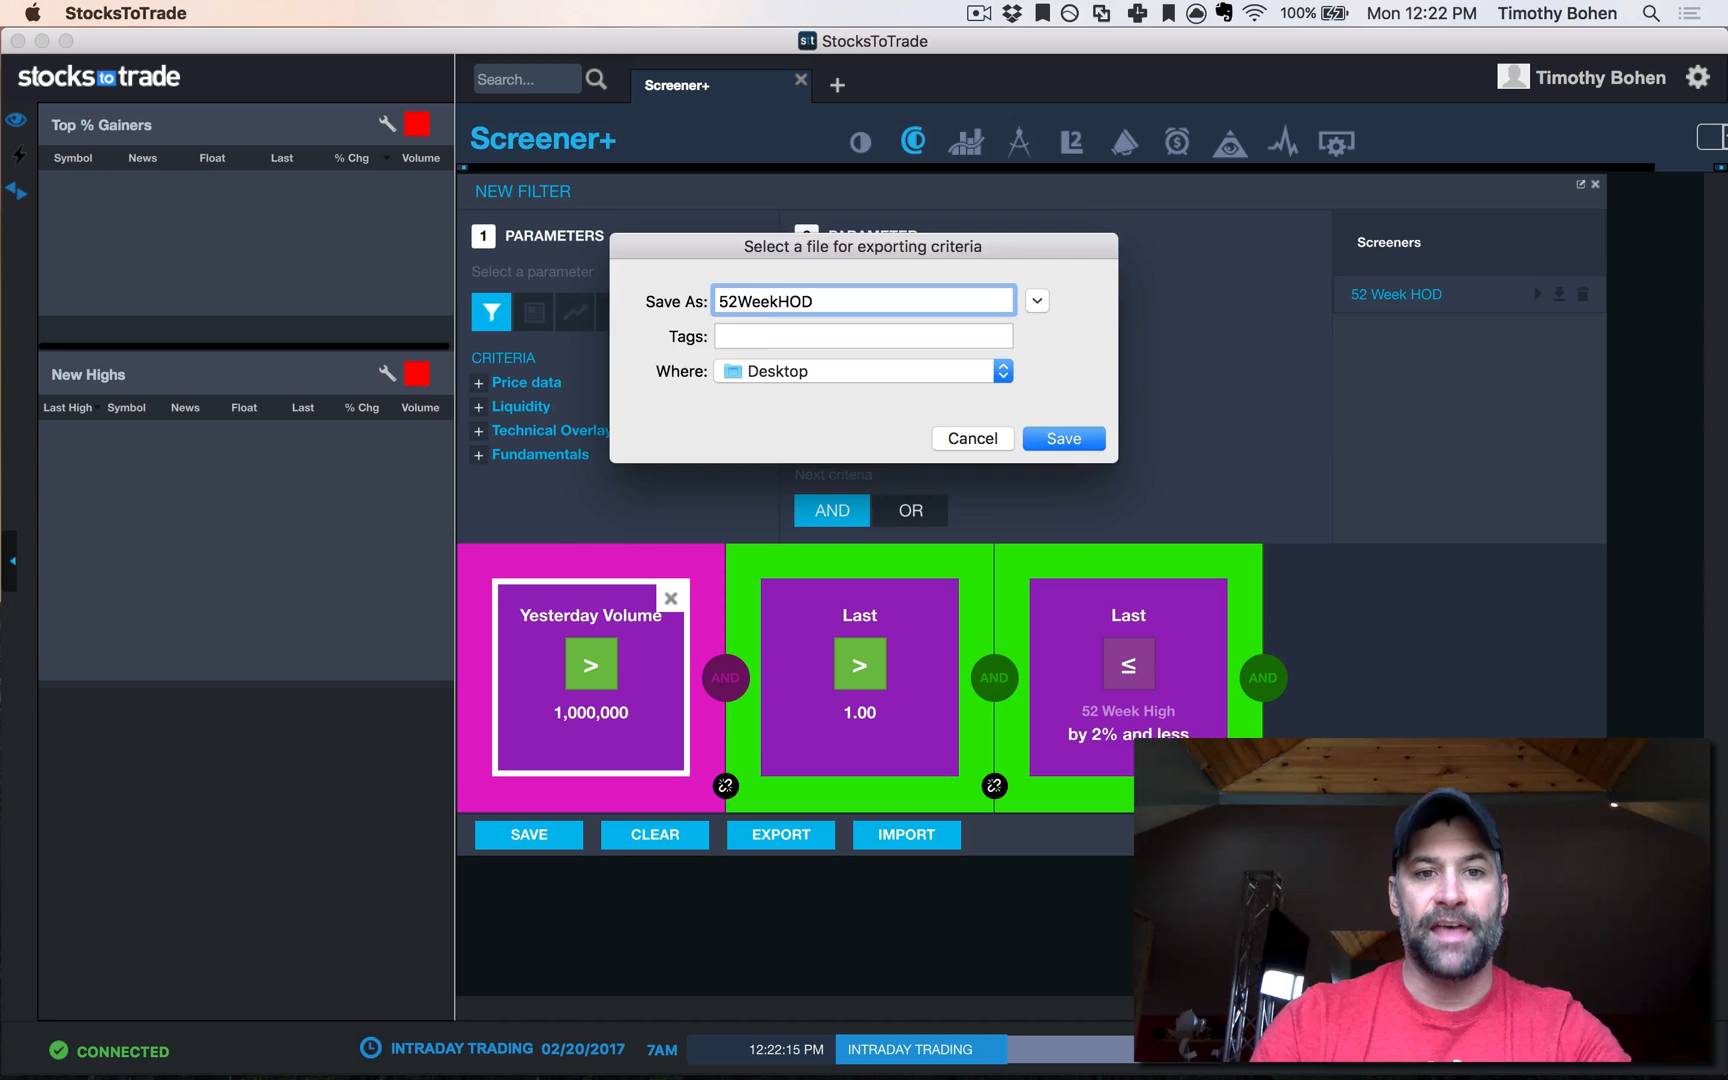 StocksToTrade
100%
Mon 12:22 PM
Timothy Bohen
stt StocksToTrade
stockstotrade
Search...
Screener+
Timothy Bohen
Top % Gainers
Symbol News Float Last % Chg Volume
Screener+
L2
NEW FILTER
1 PARAMETERS
Select a parameter
Screeners
52 Week HOD
Select a file for exporting criteria
Save As: 52WeekHOD
Tags:
Where: Desktop
Cancel Save
CRITERIA
+ Price data
+ Liquidity
+ Technical Overlay
+ Fundamentals
Next criteria
AND OR
New Highs
Last High Symbol News Float Last % Chg Volume
Yesterday Volume
>
1,000,000
AND
Last
>
1.00
AND
Last
≤
52 Week High
by 2% and less
AND
SAVE CLEAR EXPORT IMPORT
CONNECTED
INTRADAY TRADING 02/20/2017 7AM
12:22:15 PM
INTRADAY TRADING